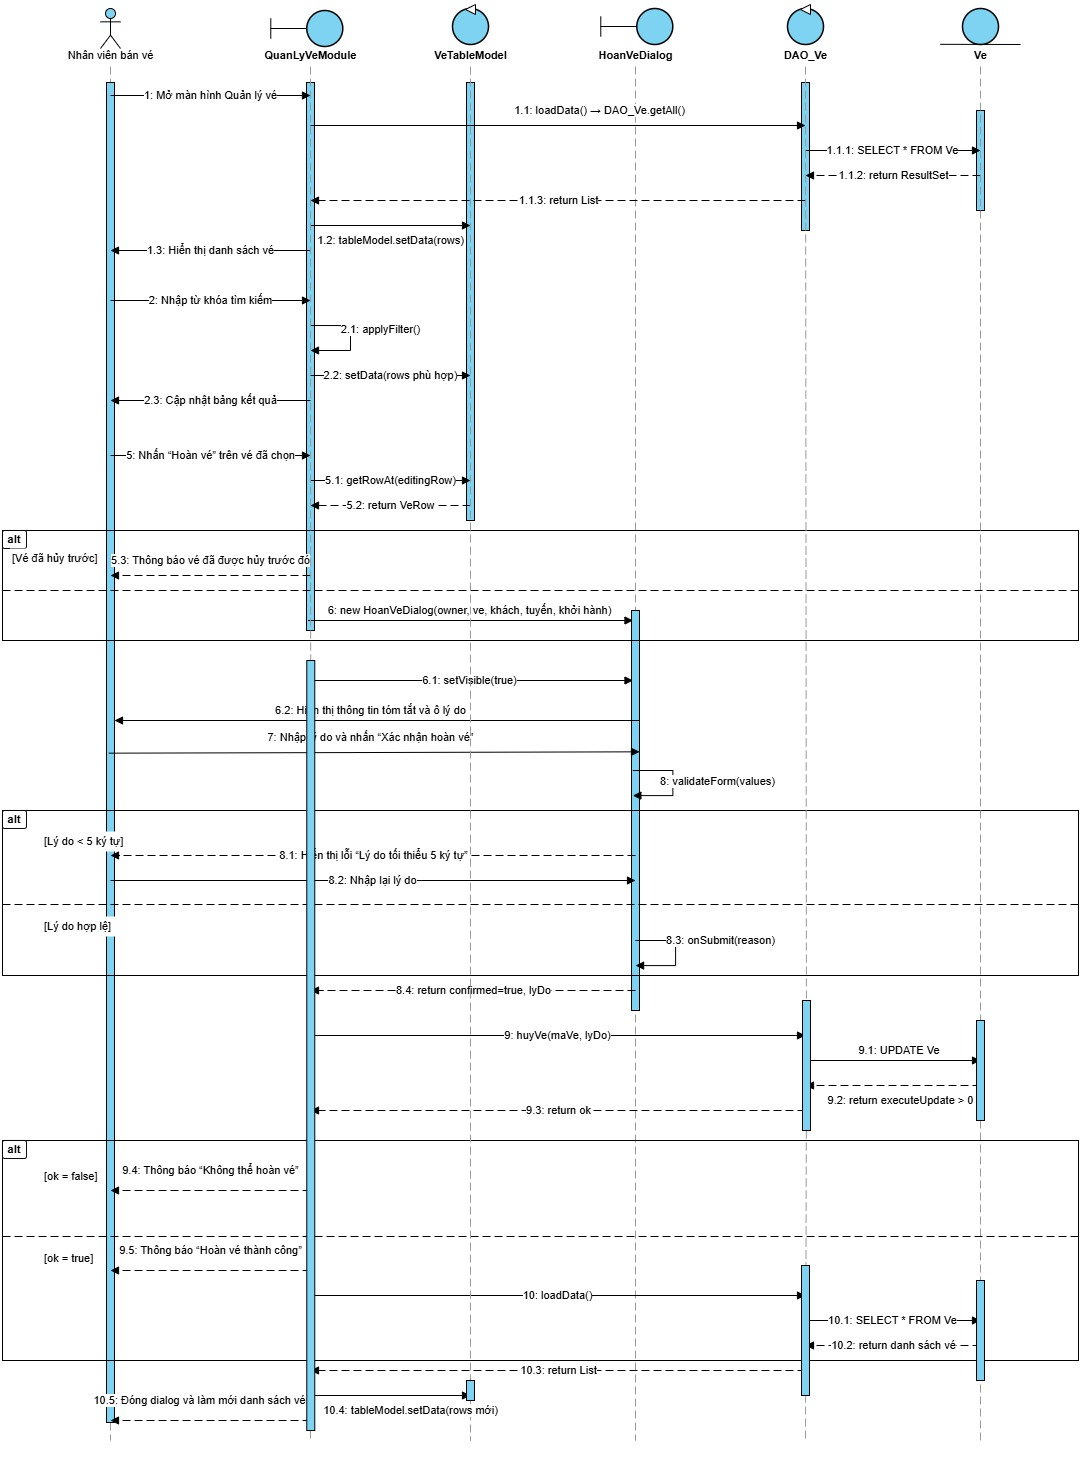 Nhân viên bán vé
QuanLyVeModule
VeTableModel
HoanVeDialog
DAO_Ve
Ve
1: Mở màn hình Quản lý vé
1.1: loadData() → DAO_Ve.getAll()
1.1.1: SELECT * FROM Ve
1.1.2: return ResultSet
1.1.3: return List
1.2: tableModel.setData(rows)
1.3: Hiển thị danh sách vé
2: Nhập từ khóa tìm kiếm
2.1: applyFilter()
2.2: setData(rows phù hợp)
2.3: Cập nhật bảng kết quả
5: Nhấn “Hoàn vé” trên vé đã chọn
5.1: getRowAt(editingRow)
5.2: return VeRow
alt
[Vé đã hủy trước]
5.3: Thông báo vé đã được hủy trước đó
6: new HoanVeDialog(owner, ve, khách, tuyến, khởi hành)
6.1: setVisible(true)
6.2: Hiển thị thông tin tóm tắt và ô lý do
7: Nhập lý do và nhấn “Xác nhận hoàn vé”
8: validateForm(values)
alt
[Lý do < 5 ký tự]
8.1: Hiển thị lỗi “Lý do tối thiểu 5 ký tự”
8.2: Nhập lại lý do
[Lý do hợp lệ]
8.3: onSubmit(reason)
8.4: return confirmed=true, lyDo
9: huyVe(maVe, lyDo)
9.1: UPDATE Ve
9.2: return executeUpdate > 0
9.3: return ok
alt
[ok = false]
9.4: Thông báo “Không thể hoàn vé”
[ok = true]
9.5: Thông báo “Hoàn vé thành công”
10: loadData()
10.1: SELECT * FROM Ve
10.2: return danh sách vé
10.3: return List
10.5: Đóng dialog và làm mới danh sách vé
10.4: tableModel.setData(rows mới)